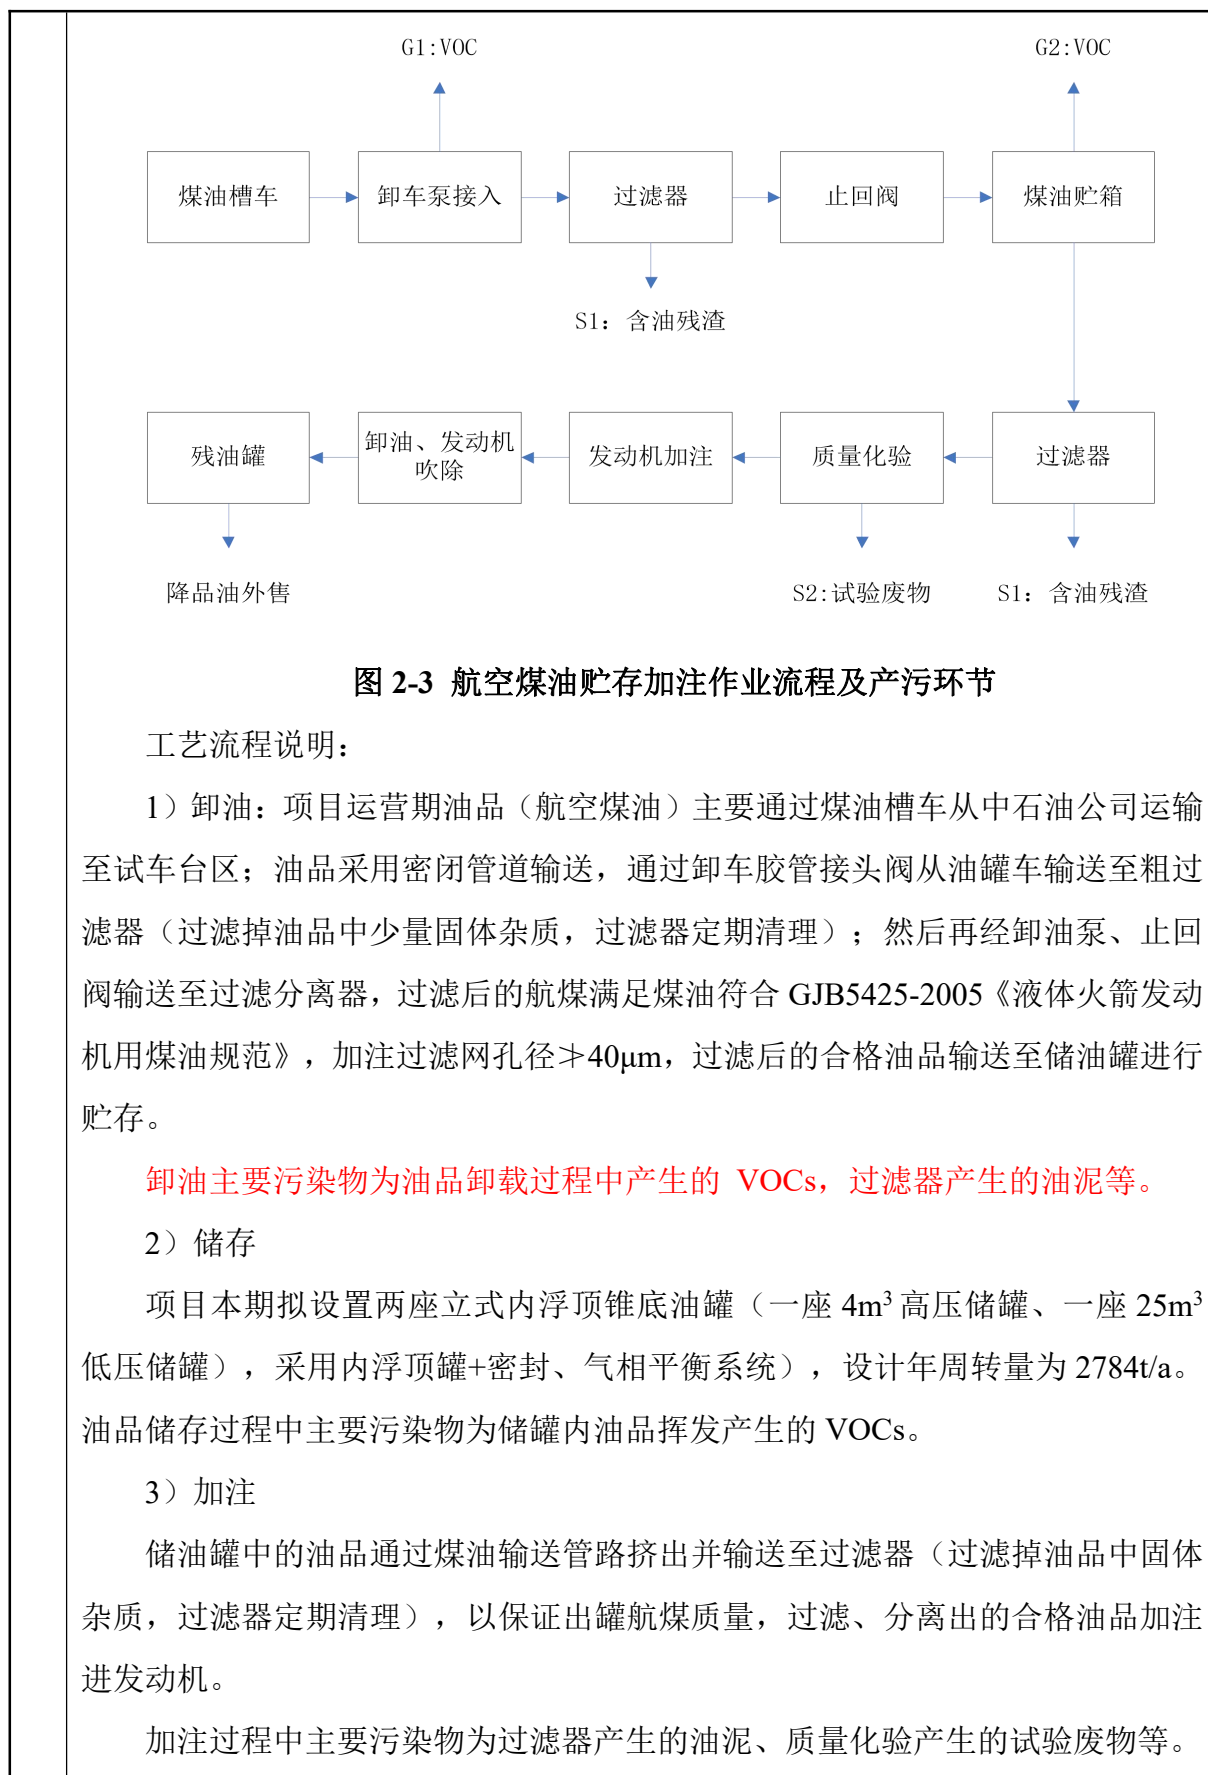 G1:VOC
G2:VOC
煤油槽车
卸车泵接入
过滤器
止回阀
煤油贮箱
S1：含油残渣
残油罐
卸油、发动机
吹除
发动机加注
质量化验
过滤器
降品油外售
S2:试验废物
S1：含油残渣
图 2-3 航空煤油贮存加注作业流程及产污环节
工艺流程说明：
1）卸油：项目运营期油品（航空煤油）主要通过煤油槽车从中石油公司运输
至试车台区；油品采用密闭管道输送，通过卸车胶管接头阀从油罐车输送至粗过
滤器（过滤掉油品中少量固体杂质，过滤器定期清理）；然后再经卸油泵、止回
阀输送至过滤分离器，过滤后的航煤满足煤油符合 GJB5425-2005《液体火箭发动
机用煤油规范》，加注过滤网孔径≯40μm，过滤后的合格油品输送至储油罐进行
贮存。
卸油主要污染物为油品卸载过程中产生的 VOCs，过滤器产生的油泥等。
2）储存
项目本期拟设置两座立式内浮顶锥底油罐（一座 4m³ 高压储罐、一座 25m³
低压储罐），采用内浮顶罐+密封、气相平衡系统），设计年周转量为 2784t/a。
油品储存过程中主要污染物为储罐内油品挥发产生的 VOCs。
3）加注
储油罐中的油品通过煤油输送管路挤出并输送至过滤器（过滤掉油品中固体
杂质，过滤器定期清理），以保证出罐航煤质量，过滤、分离出的合格油品加注
进发动机。
加注过程中主要污染物为过滤器产生的油泥、质量化验产生的试验废物等。